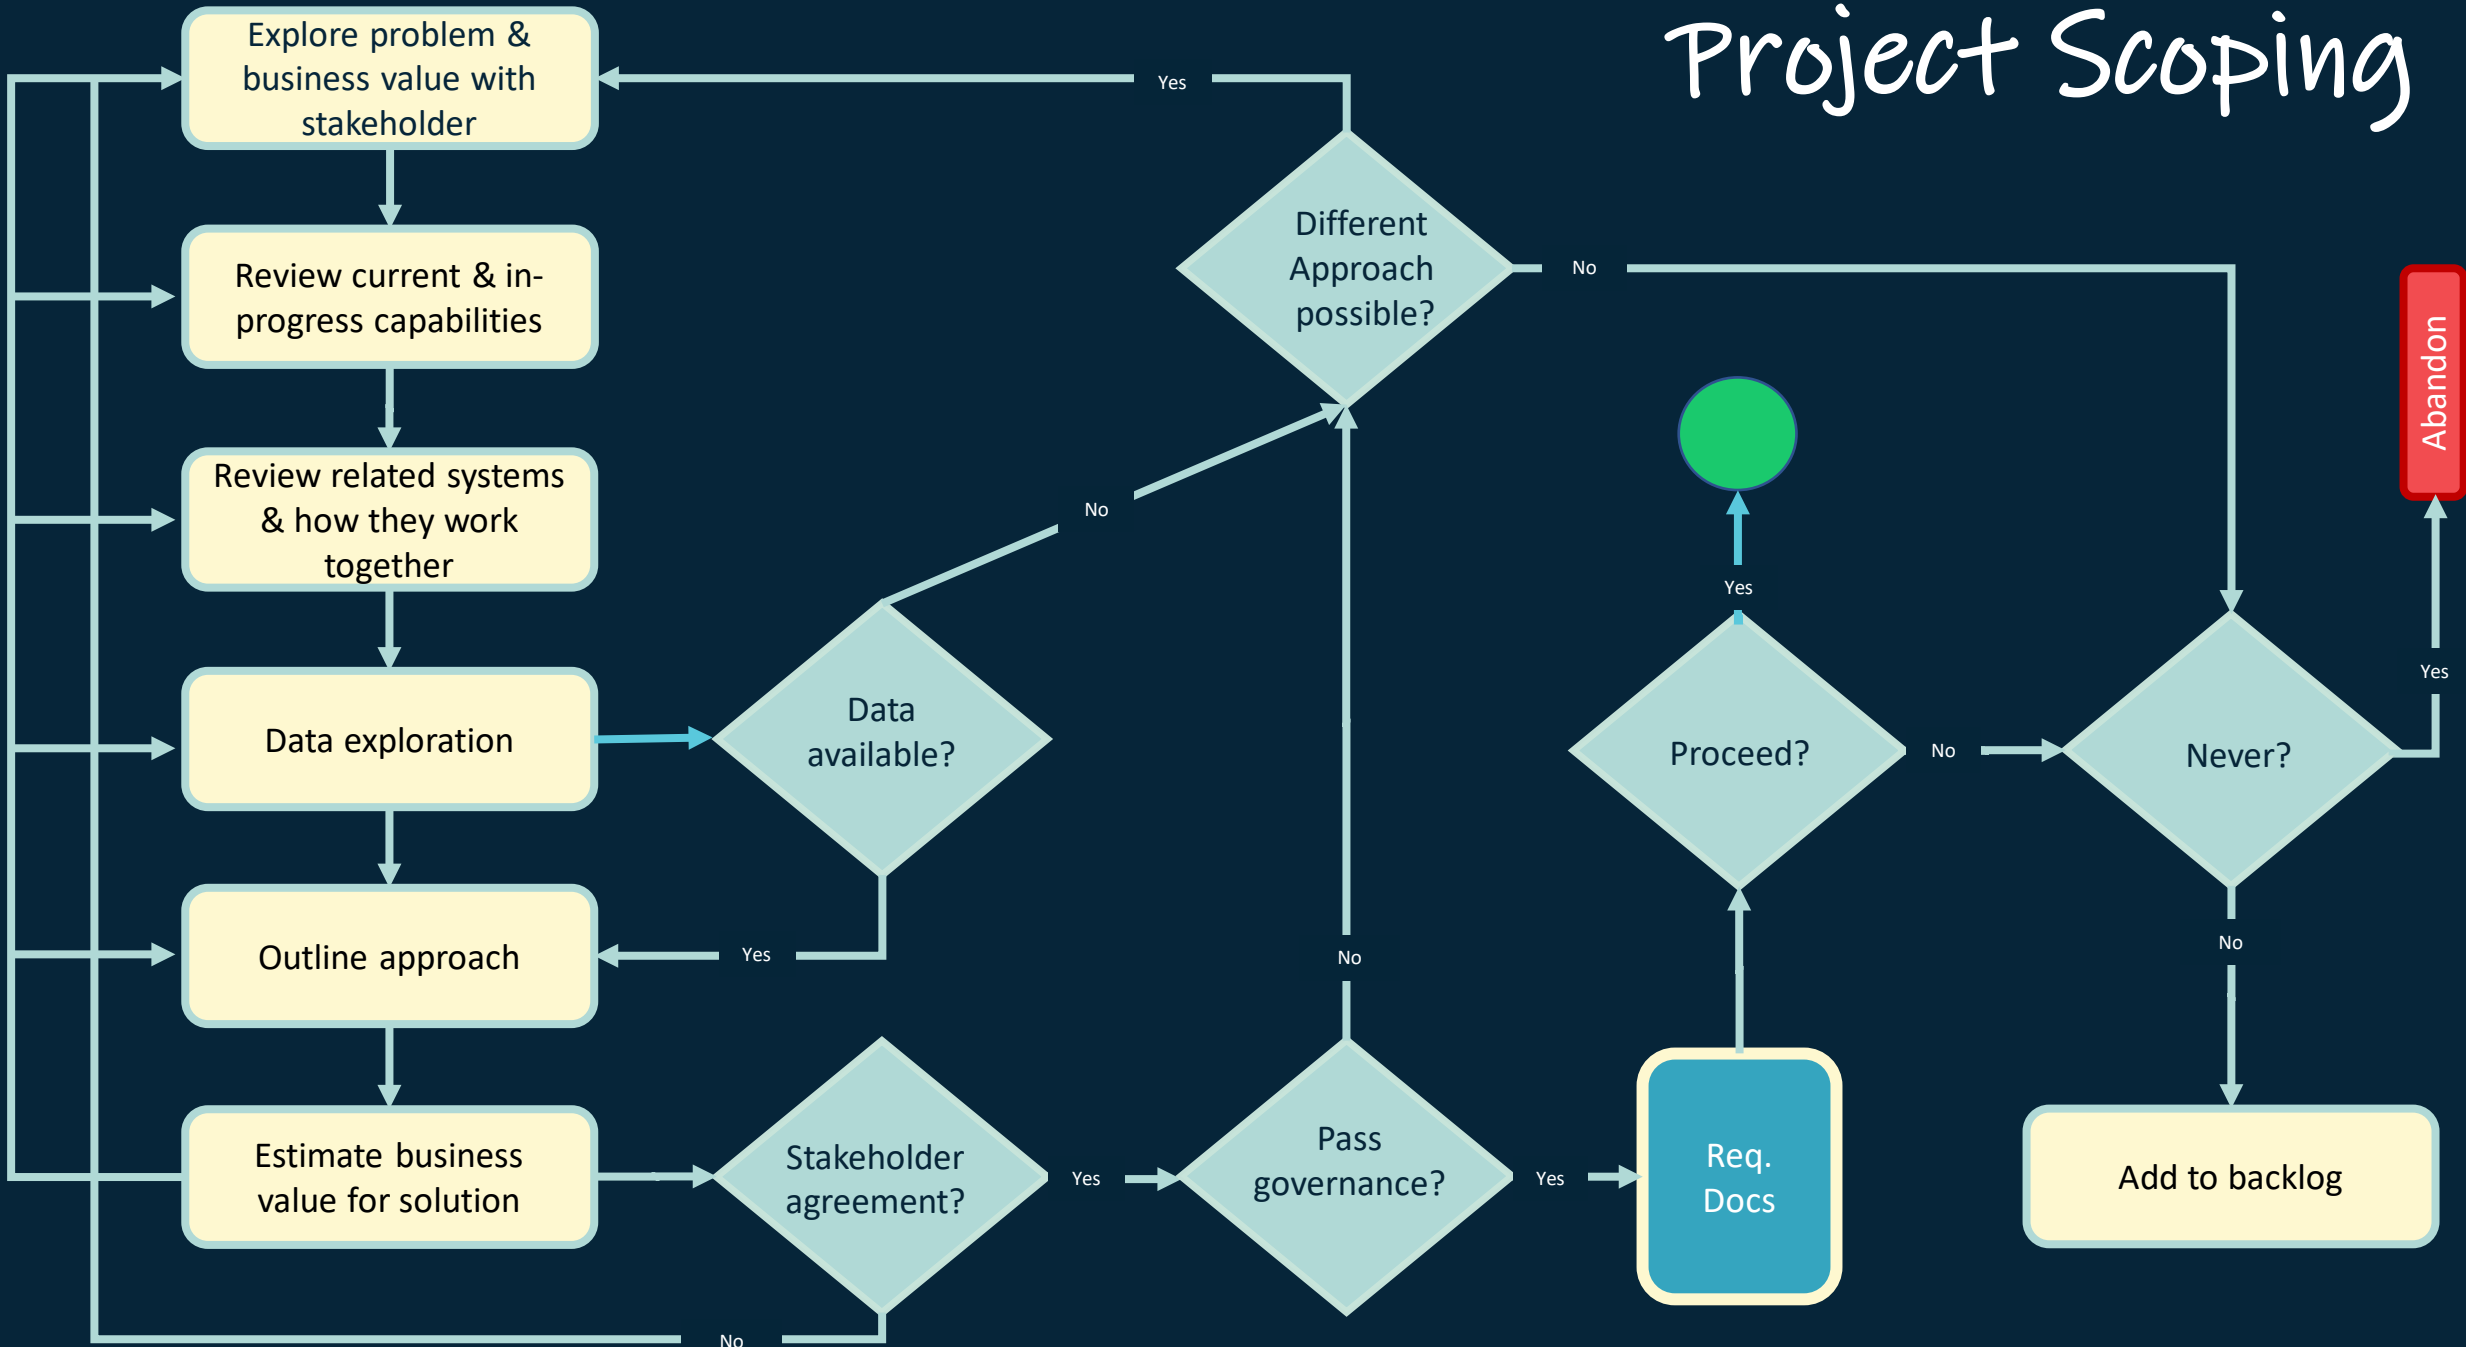 Project Scoping
Explore problem &
business value with
stakeholder
Yes
Different
Approach
possible?
No
Review current & in-
progress capabilities
Abandon
Review related systems
& how they work
together
No
Yes
Yes
Data exploration
Data
available?
Proceed?
No
Never?
Outline approach
Yes
No
No
Estimate business
value for solution
Stakeholder
agreement?
Yes
Pass
governance?
Yes
Req.
Docs
Add to backlog
No